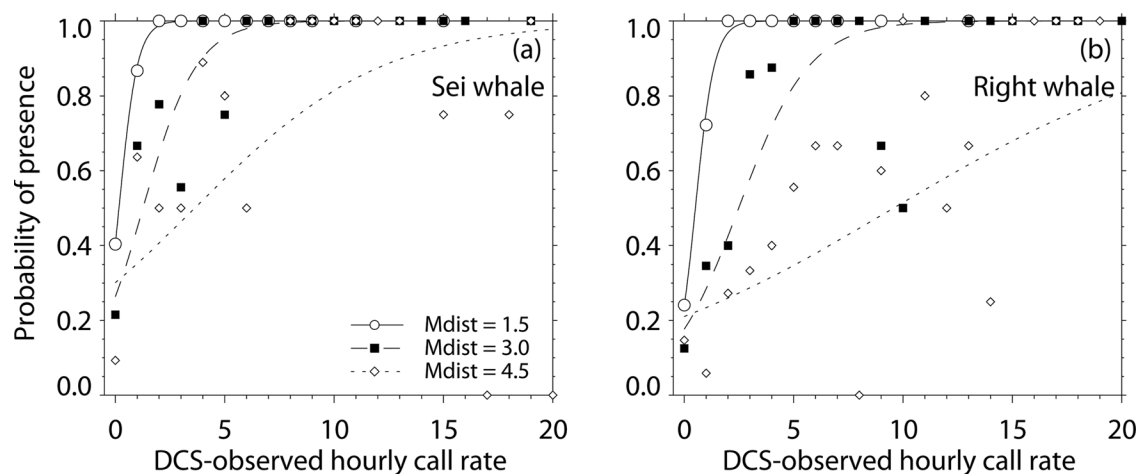 Probability of presence
1.0
0.8
0.6
0.4
0.2
0.0
0 5 10 15 20
DCS-observed hourly call rate
(a)
Sei whale
Mdist = 1.5
Mdist = 3.0
Mdist = 4.5
1.0
0.8
0.6
0.4
0.2
0.0
0 5 10 15 20
DCS-observed hourly call rate
(b)
Right whale